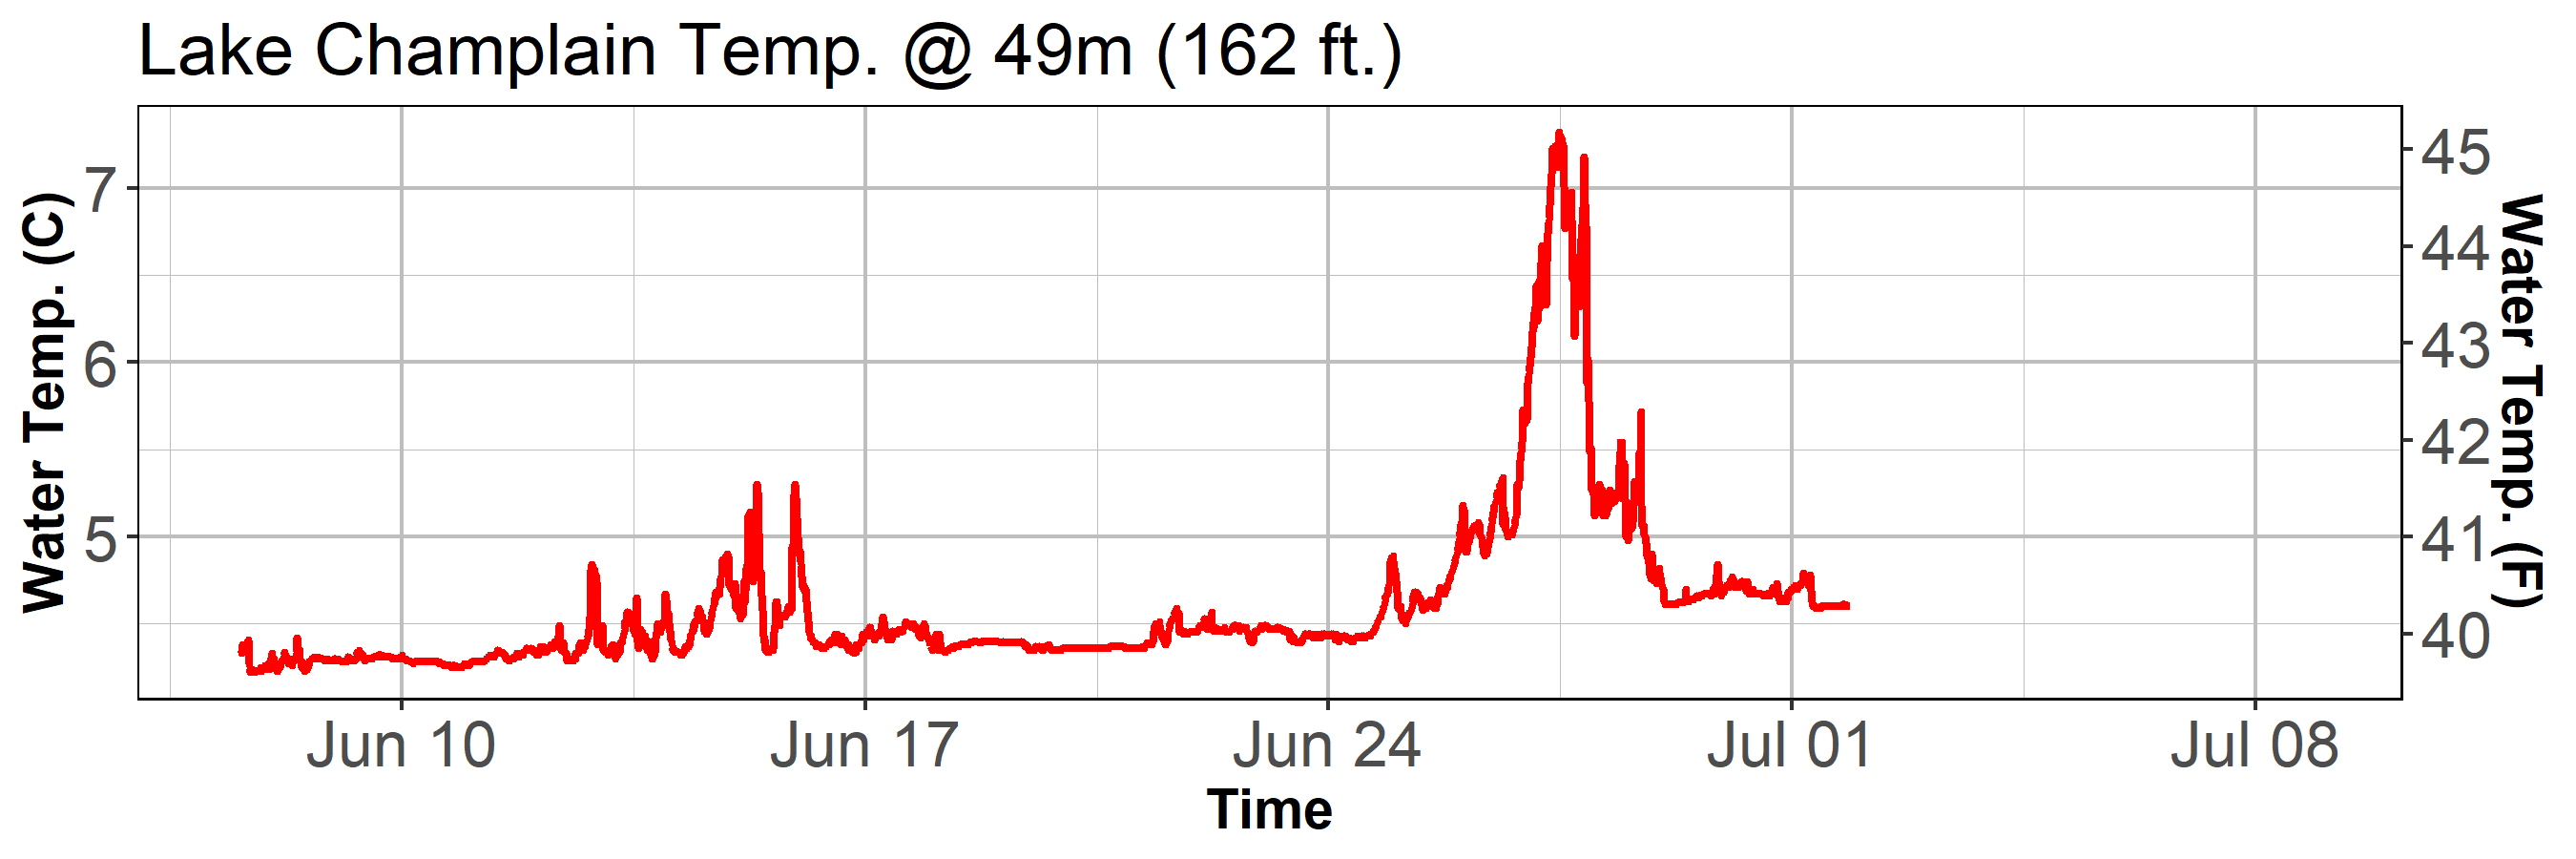 Lake Champlain Temp. @ 49m (162 ft.)
Water Temp. (C)
7
6
5
45
44
43
42
41
40
Water Temp. (F)
Jun 10 Jun 17 Jun 24 Jul 01 Jul 08
Time